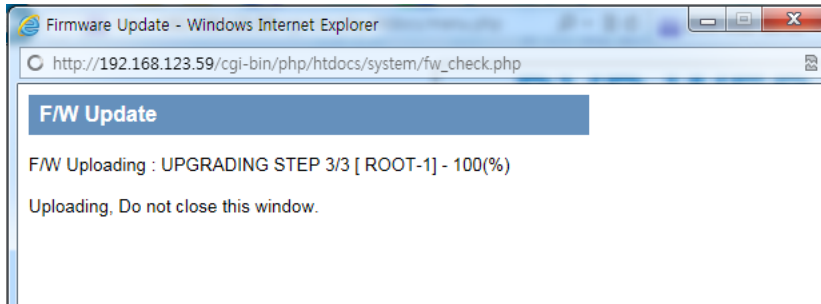 Firmware Update - Windows Internet Explorer
http://192.168.123.59/cgi-bin/php/htdocs/system/fw_check.php
F/W Update
F/W Uploading : UPGRADING STEP 3/3 [ ROOT-1] - 100(%)
Uploading, Do not close this window.